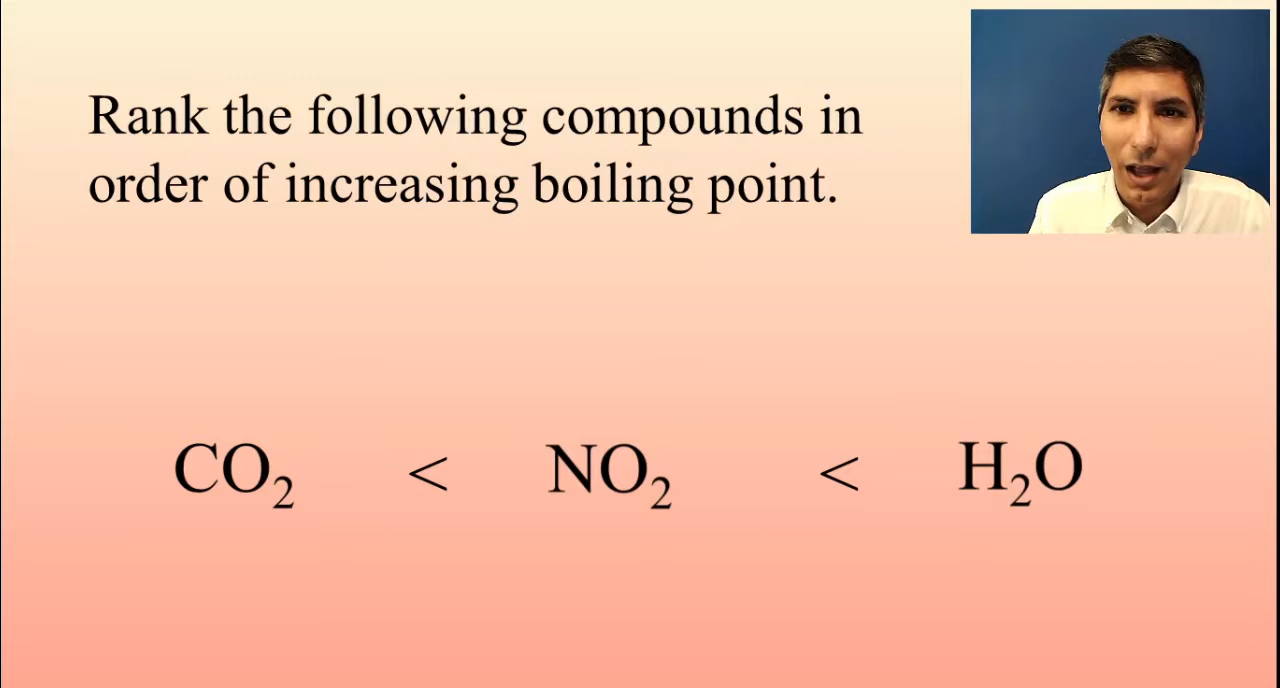 Rank the following compounds in
order of increasing boiling point.
CO₂ < NO₂ < H₂O